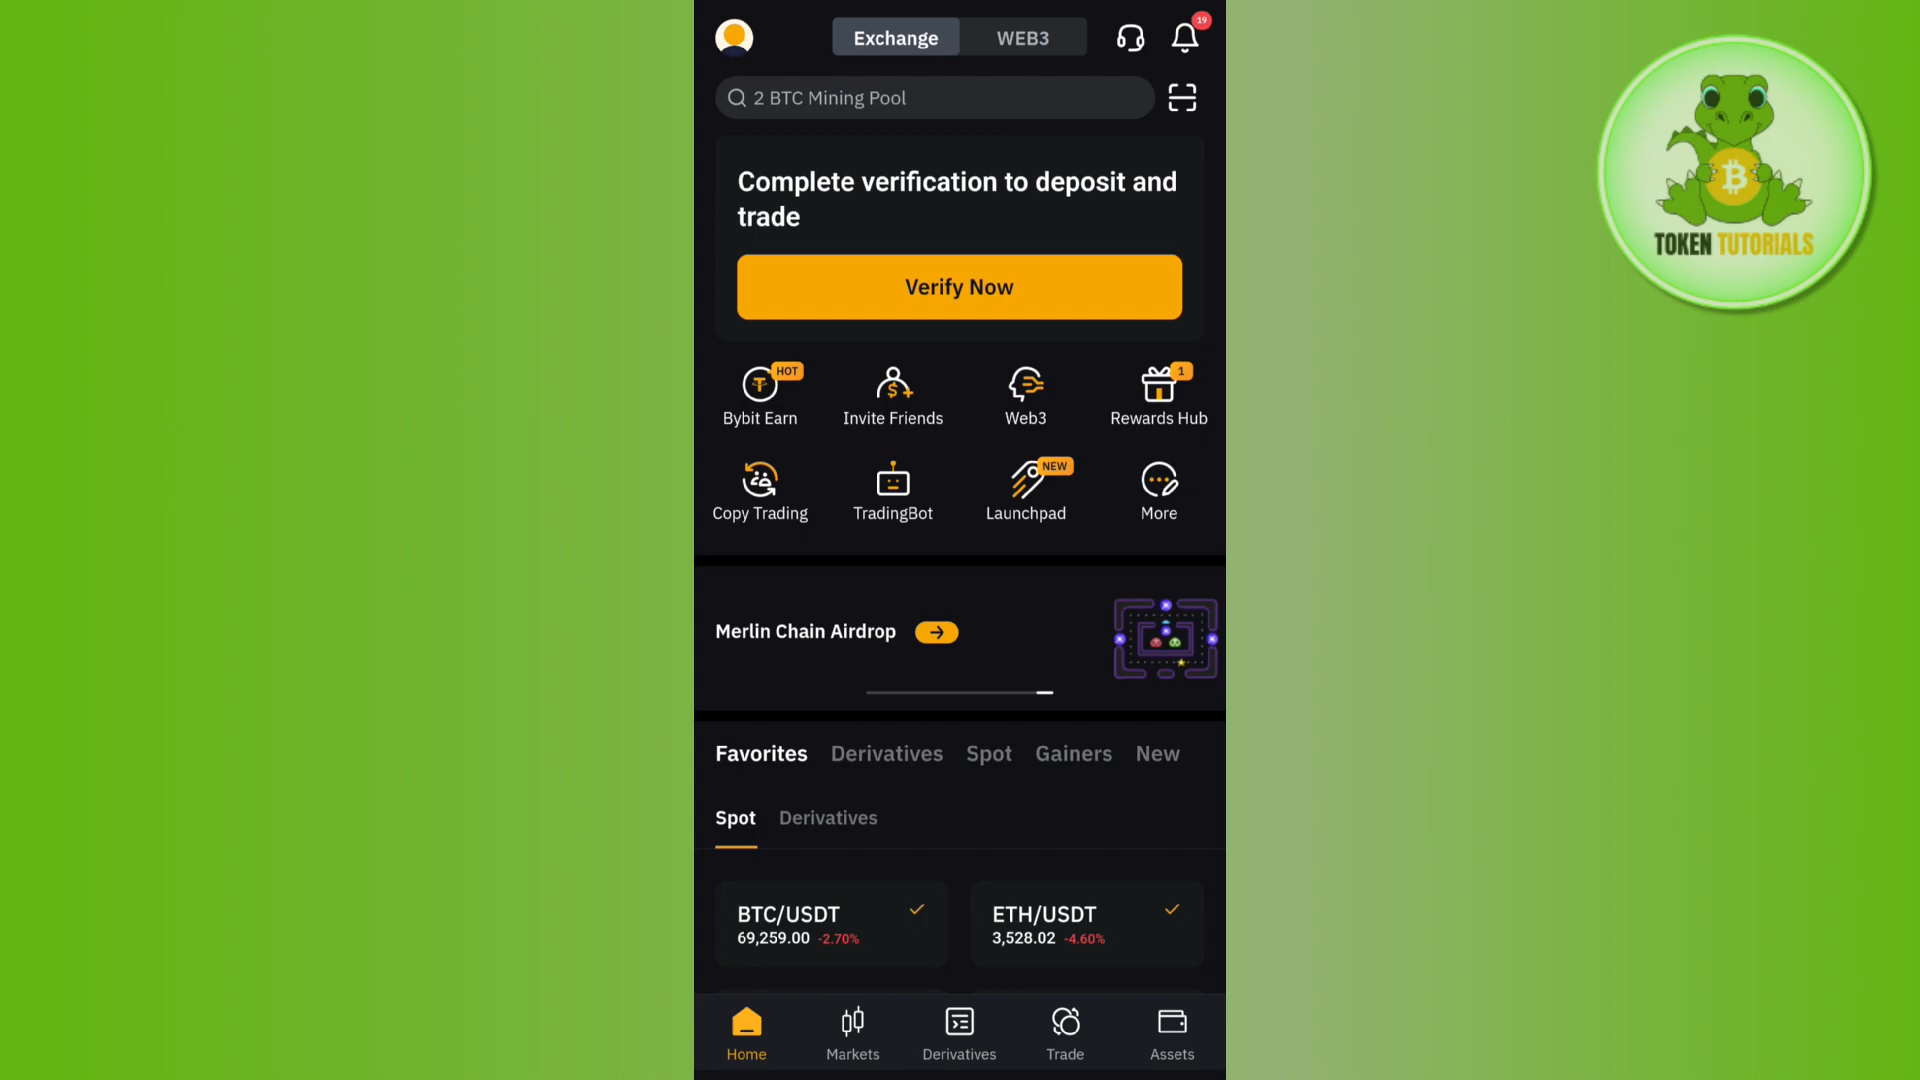 Exchange
WEB3
19
2 BTC Mining Pool
TOKEN TUTORIALS
Complete verification to deposit and
trade
Verify Now
HOT
1
Bybit Earn
Invite Friends
Web3
Rewards Hub
NEW
Copy Trading
TradingBot
Launchpad
More
Merlin Chain Airdrop
Favorites
Derivatives
Spot
Gainers
New
Spot
Derivatives
BTC/USDT
69,259.00 -2.70%
ETH/USDT
3,528.02 -4.60%
Home
Markets
Derivatives
Trade
Assets